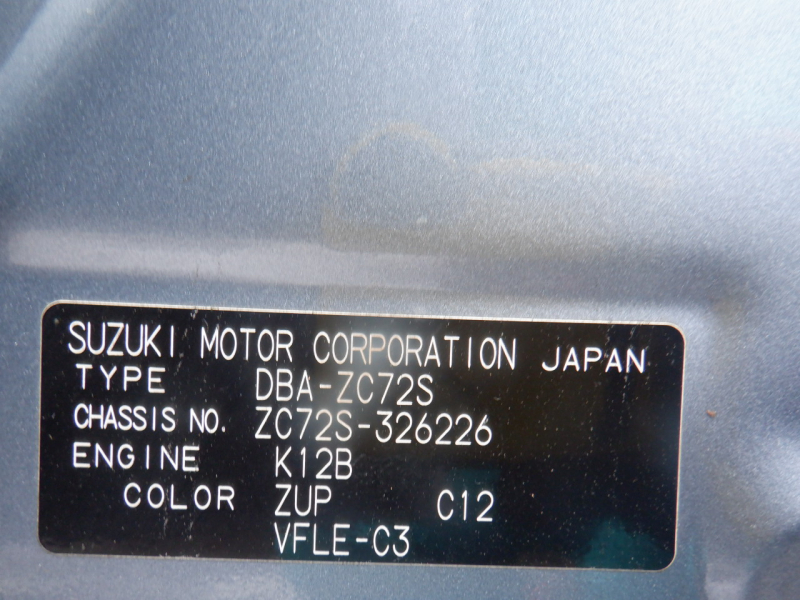 SUZUKI MOTOR CORPORATION JAPAN
TYPE DBA-ZC72S
CHASSIS NO. ZC72S-326226
ENGINE K12B
COLOR ZUP C12
VFLE-C3